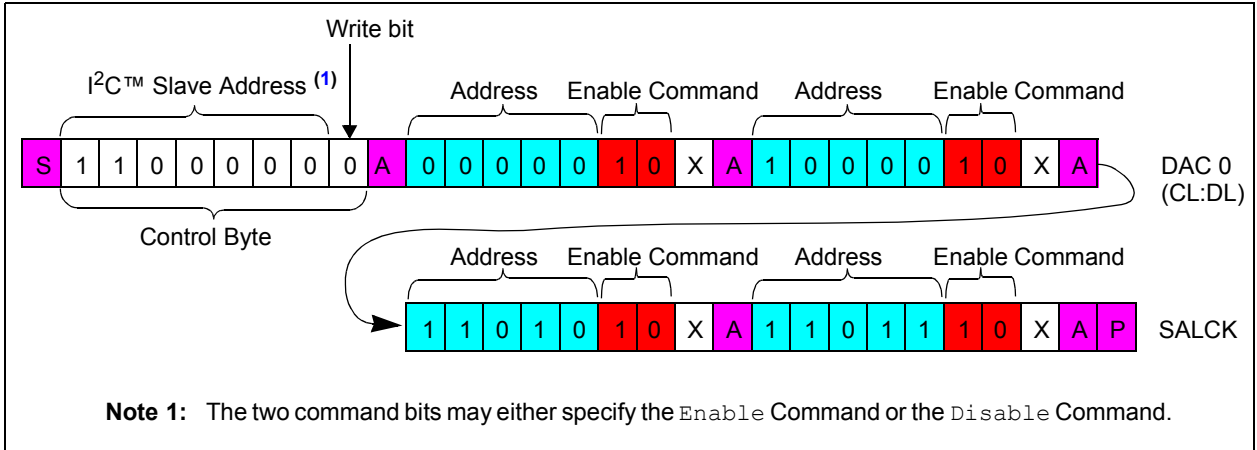 Write bit
I²C™ Slave Address (1)
Address Enable Command Address Enable Command
S 1 1 0 0 0 0 0 0 A 0 0 0 0 0 1 0 X A 1 0 0 0 0 1 0 X A DAC 0
(CL:DL)
Control Byte
Address Enable Command Address Enable Command
1 1 0 1 0 1 0 X A 1 1 0 1 1 1 0 X A P SALCK
Note 1: The two command bits may either specify the Enable Command or the Disable Command.